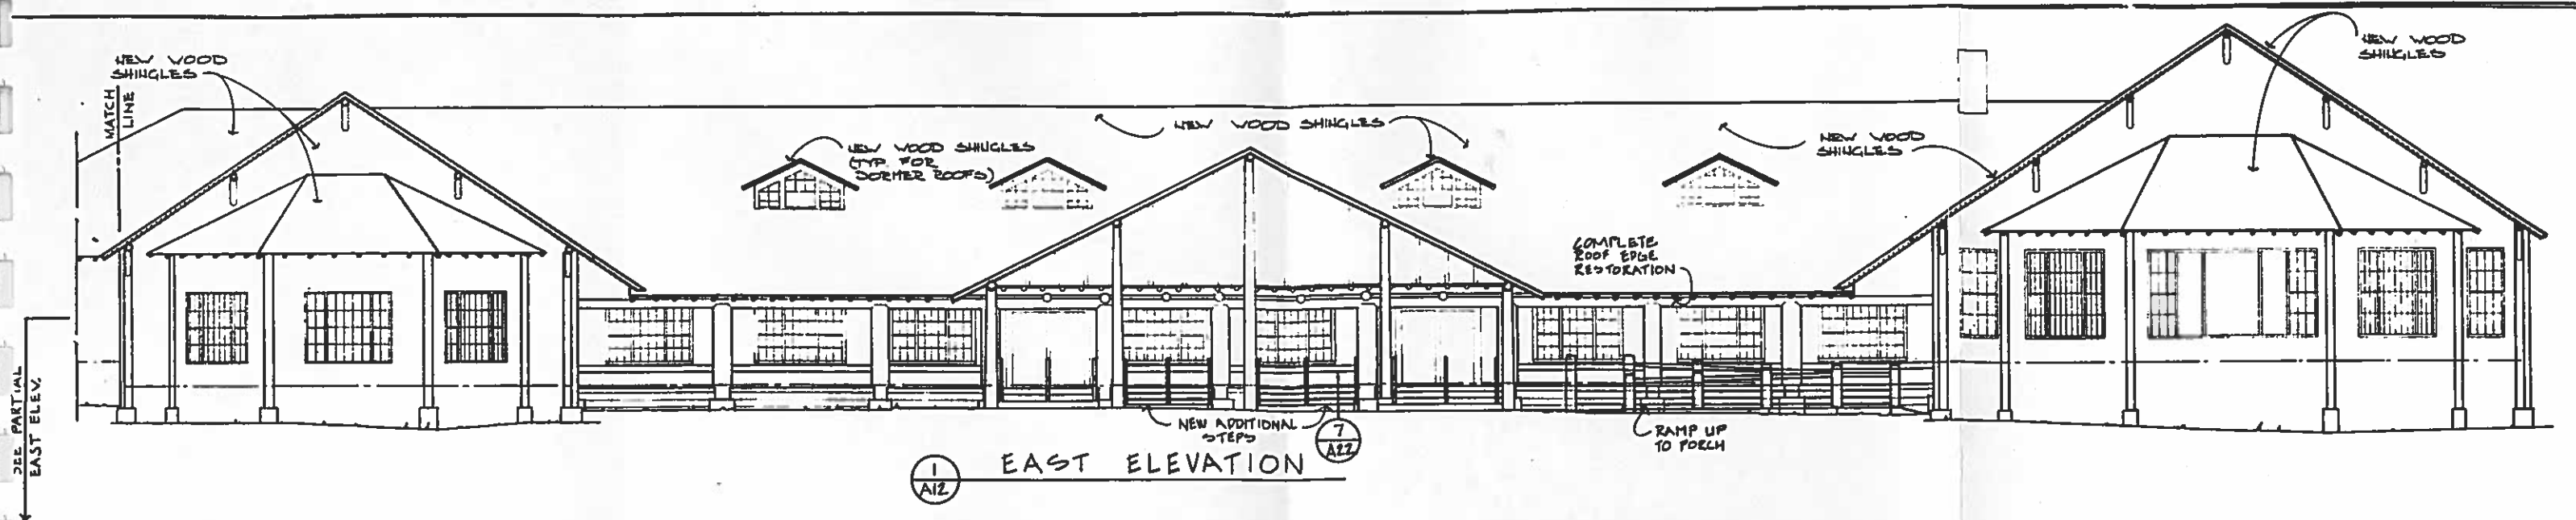 NEW WOOD
SHINGLES
MATCH
LINE
NEW WOOD SHINGLES
(TYP. FOR
DORMER ROOFS)
NEW WOOD SHINGLES
COMPLETE
ROOF EDGE
RESTORATION
NEW WOOD
SHINGLES
NEW WOOD
SHINGLES
SEE PARTIAL
EAST ELEV.
NEW ADDITIONAL
STEPS
7
A22
RAMP UP
TO PORCH
1
A12
EAST ELEVATION